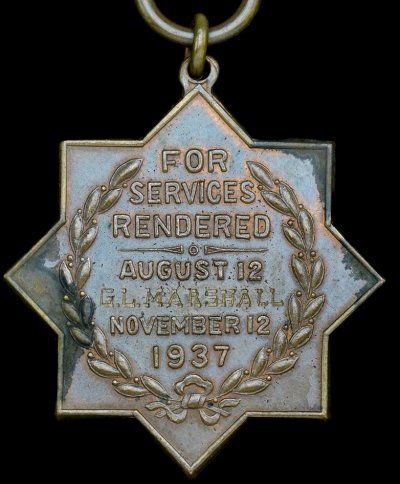 FOR
SERVICES
RENDERED
AUGUST 12
G.L. MARSHALL
NOVEMBER 12
1937